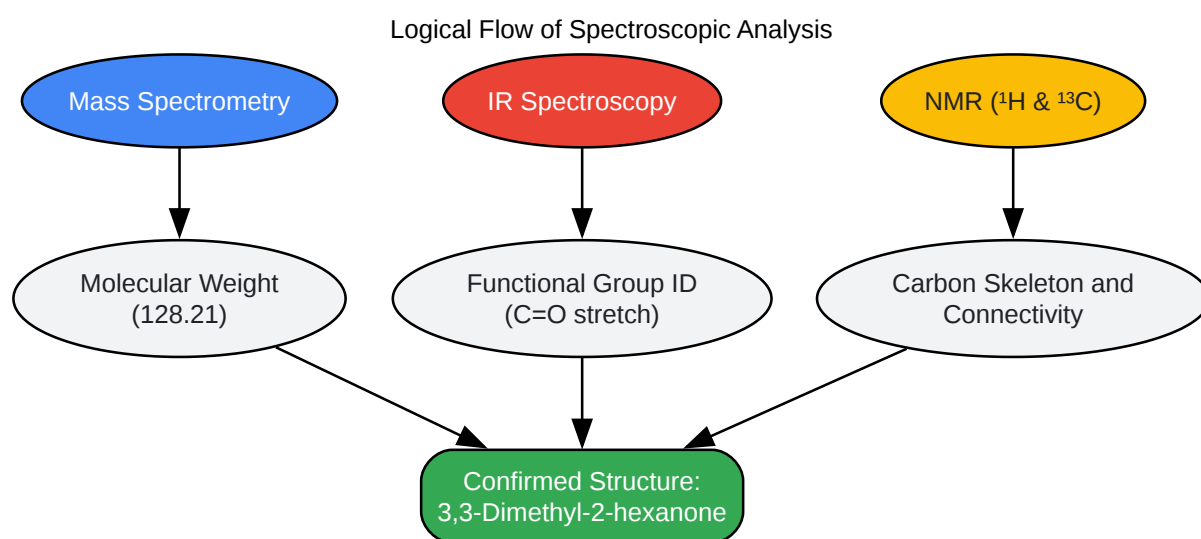 Logical Flow of Spectroscopic Analysis
Mass Spectrometry
IR Spectroscopy
NMR (¹H & ¹³C)
Molecular Weight
(128.21)
Functional Group ID
(C=O stretch)
Carbon Skeleton and
Connectivity
Confirmed Structure:
3,3-Dimethyl-2-hexanone